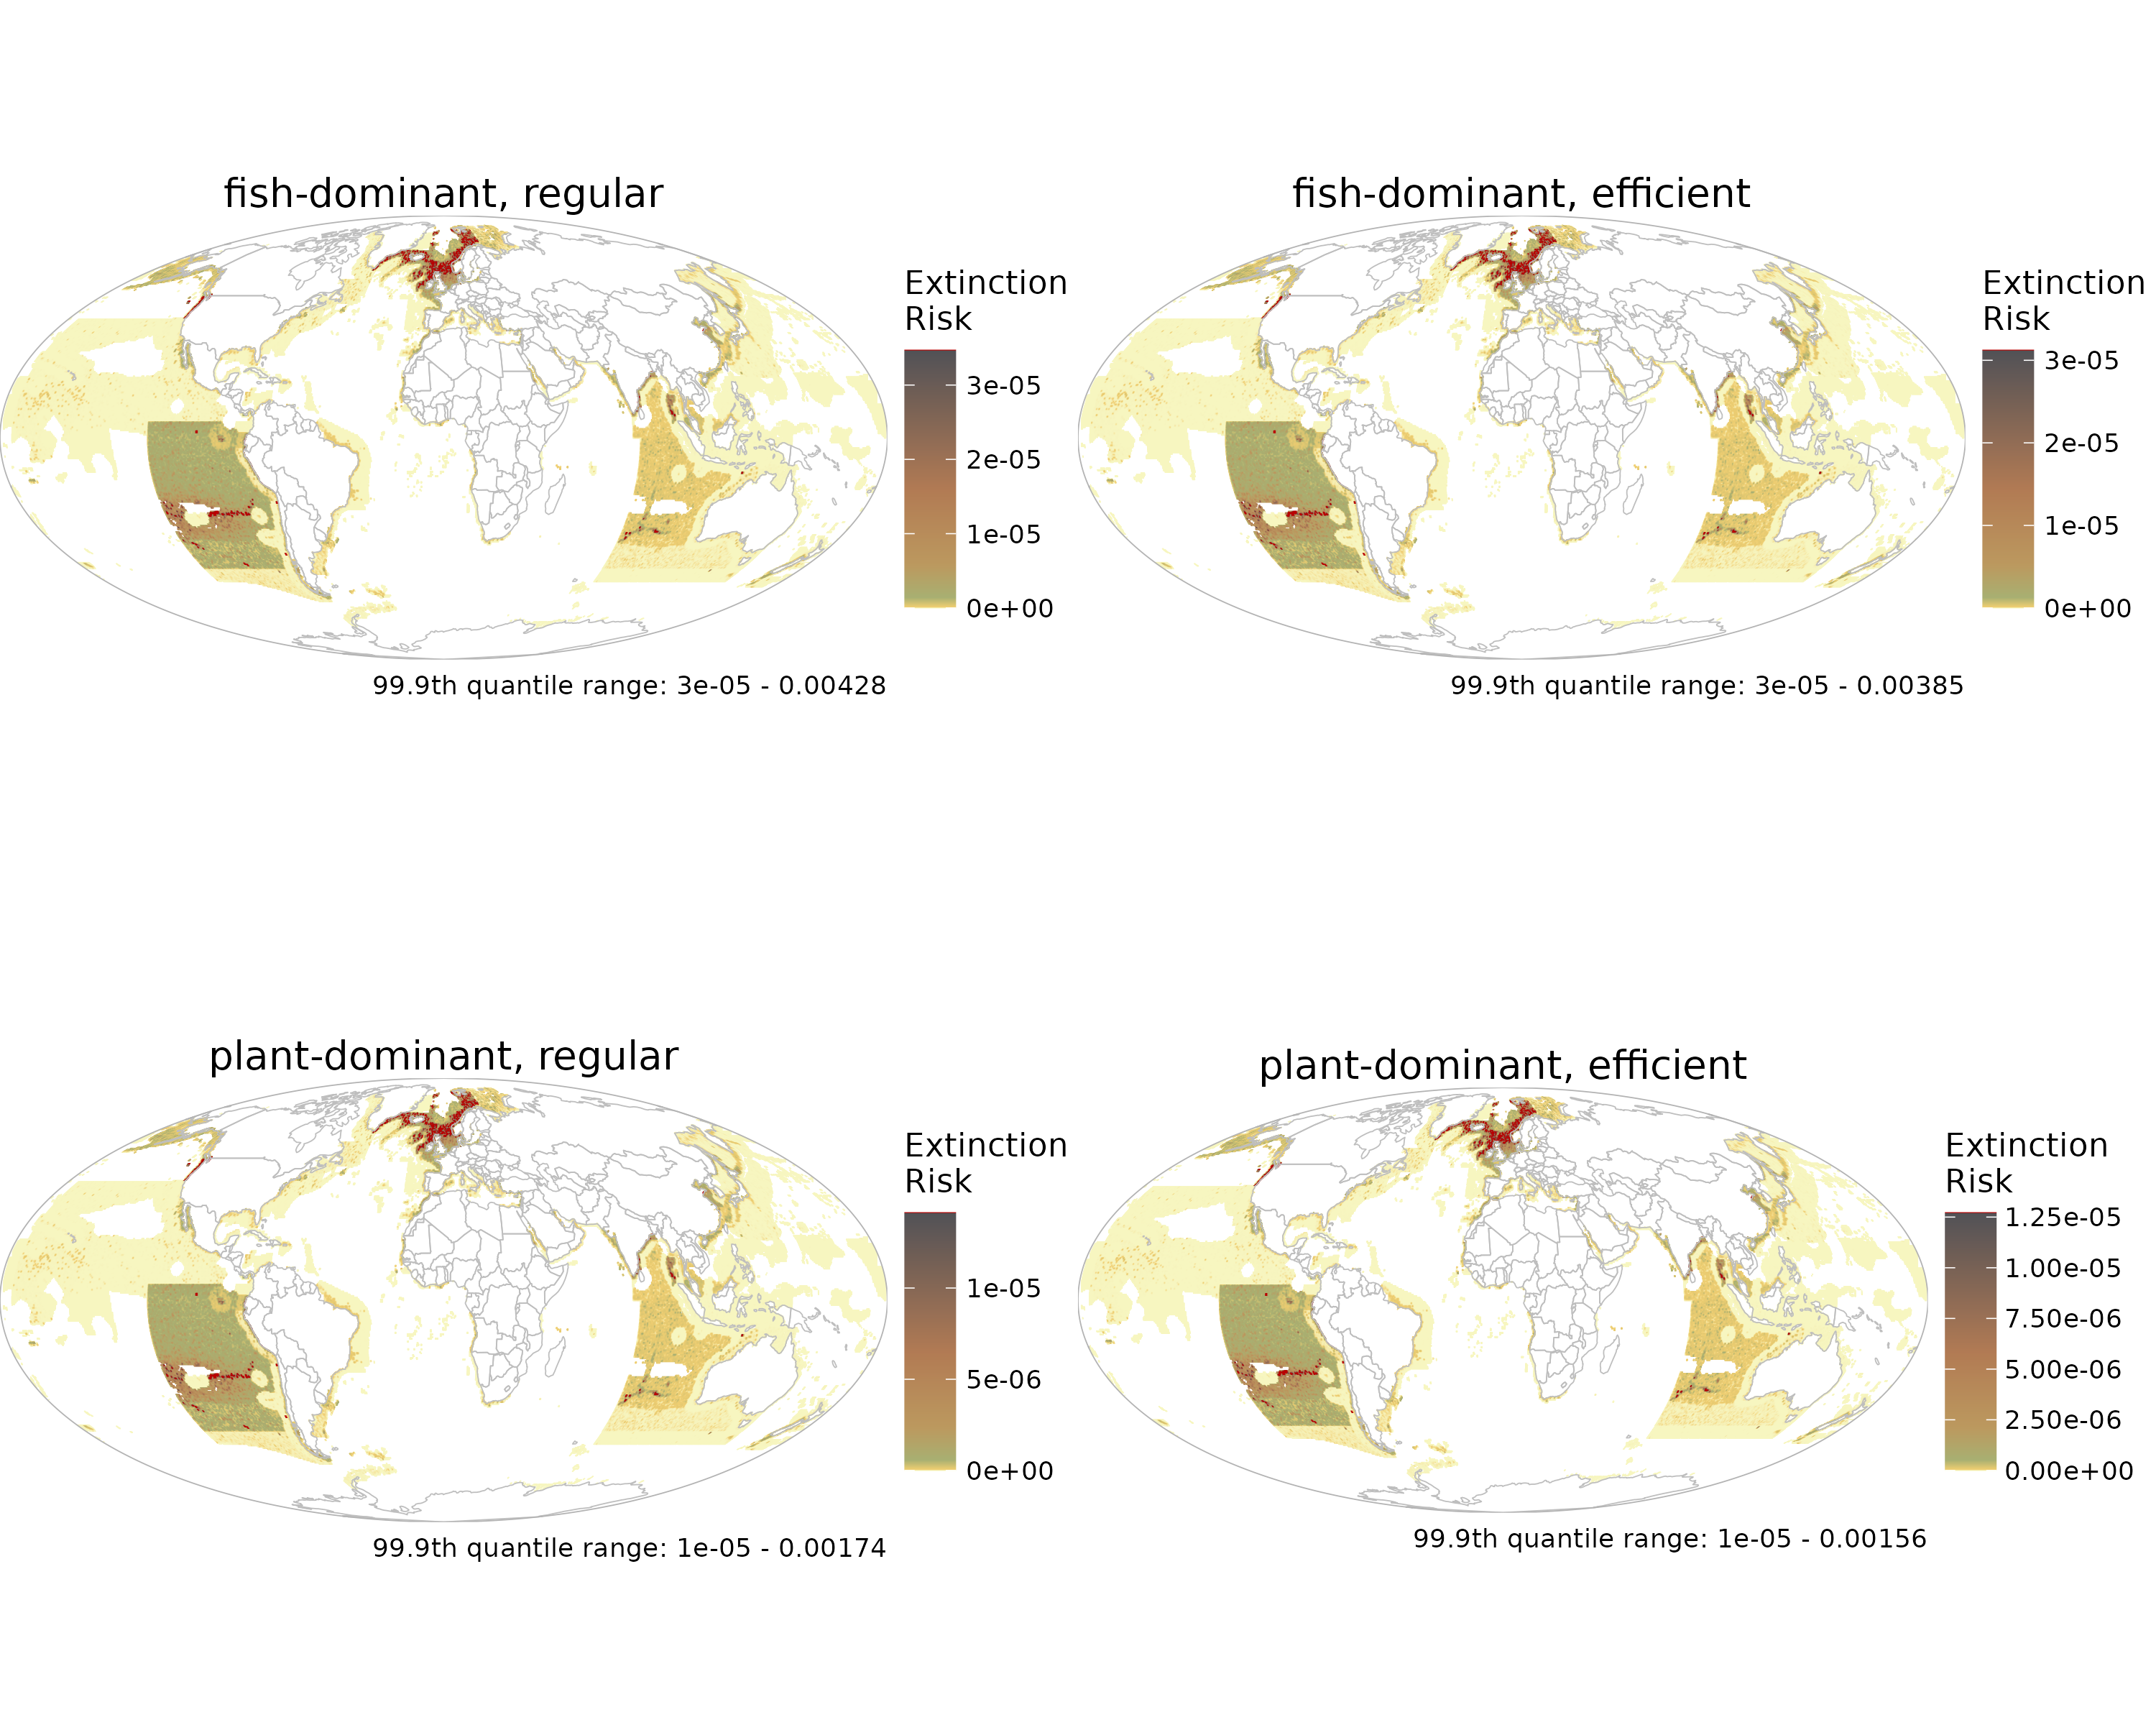 fish-dominant, regular
Extinction
Risk
3e-05
2e-05
1e-05
0e+00
99.9th quantile range: 3e-05 - 0.00428
fish-dominant, efficient
Extinction
Risk
3e-05
2e-05
1e-05
0e+00
99.9th quantile range: 3e-05 - 0.00385
plant-dominant, regular
Extinction
Risk
1e-05
5e-06
0e+00
99.9th quantile range: 1e-05 - 0.00174
plant-dominant, efficient
Extinction
Risk
1.25e-05
1.00e-05
7.50e-06
5.00e-06
2.50e-06
0.00e+00
99.9th quantile range: 1e-05 - 0.00156